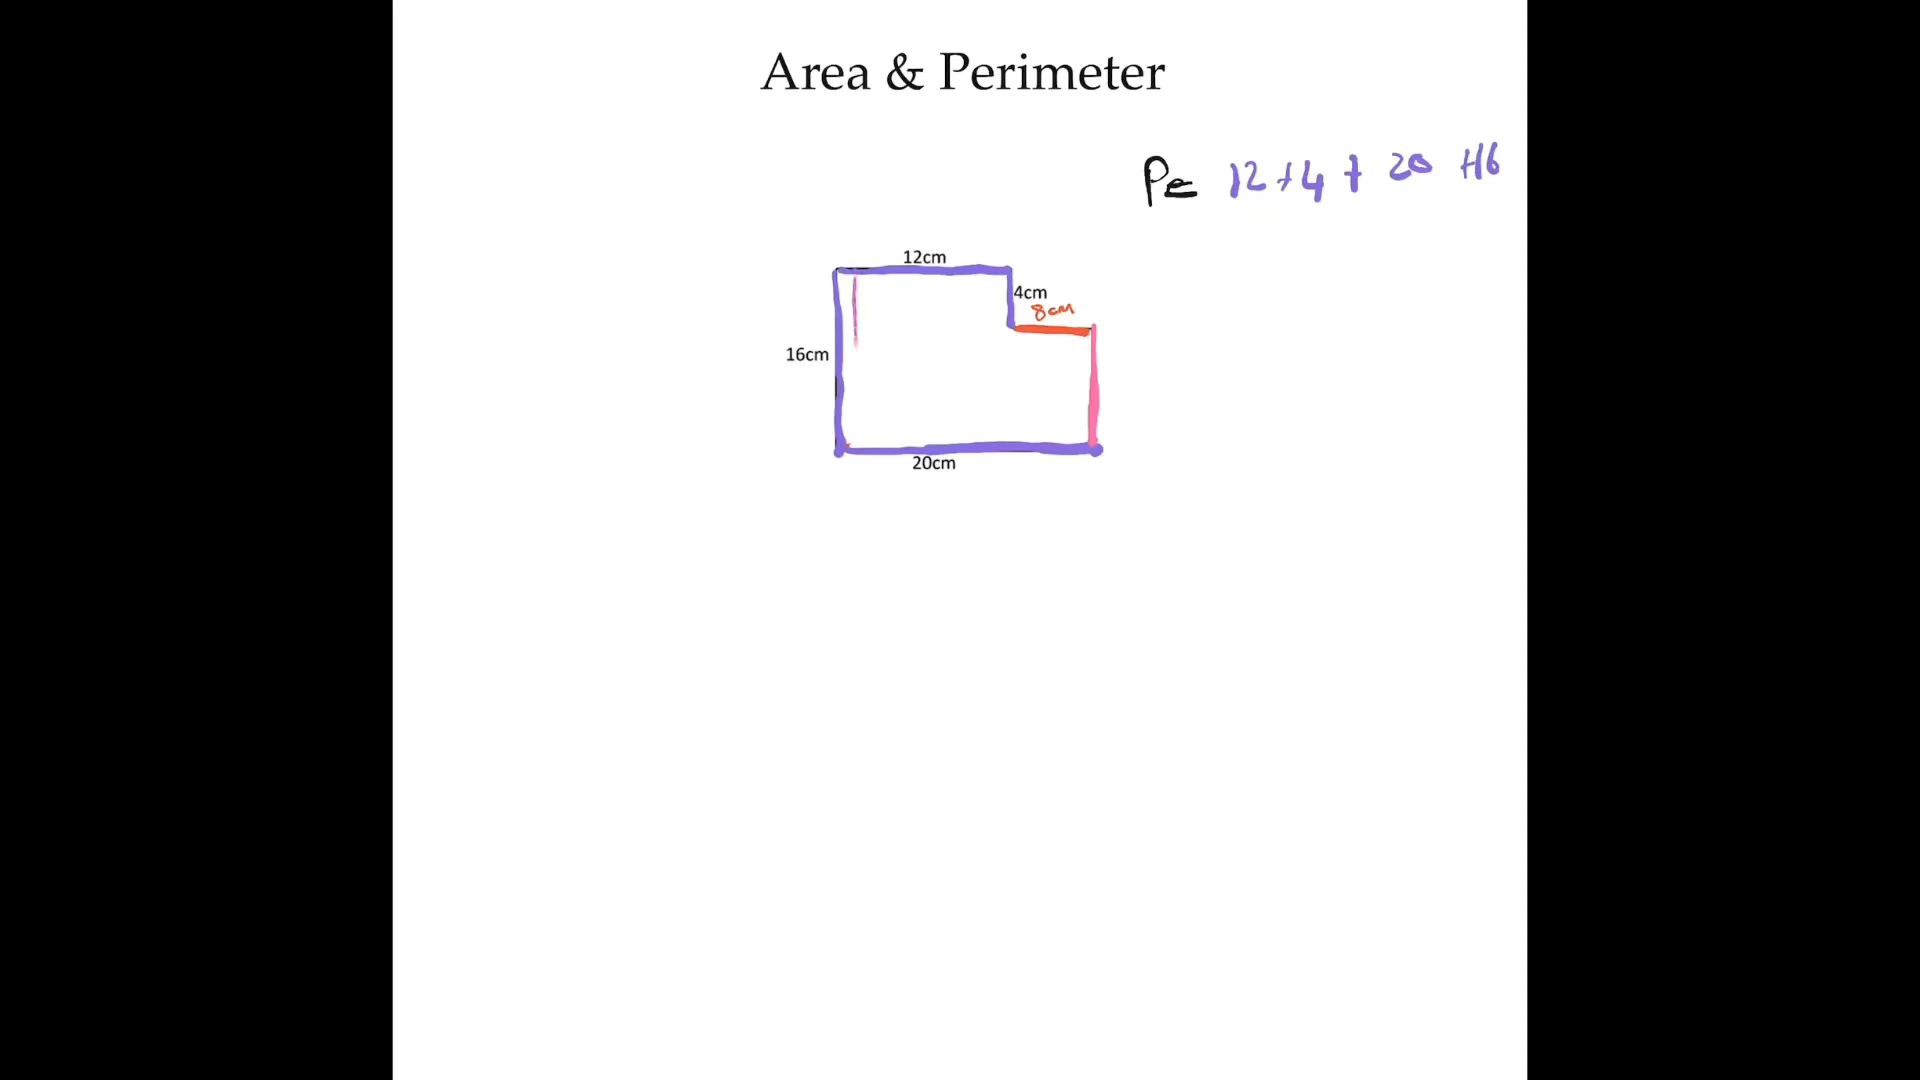 Area & Perimeter
P= 12+4+20+16
12cm
4cm
8cm
16cm
20cm